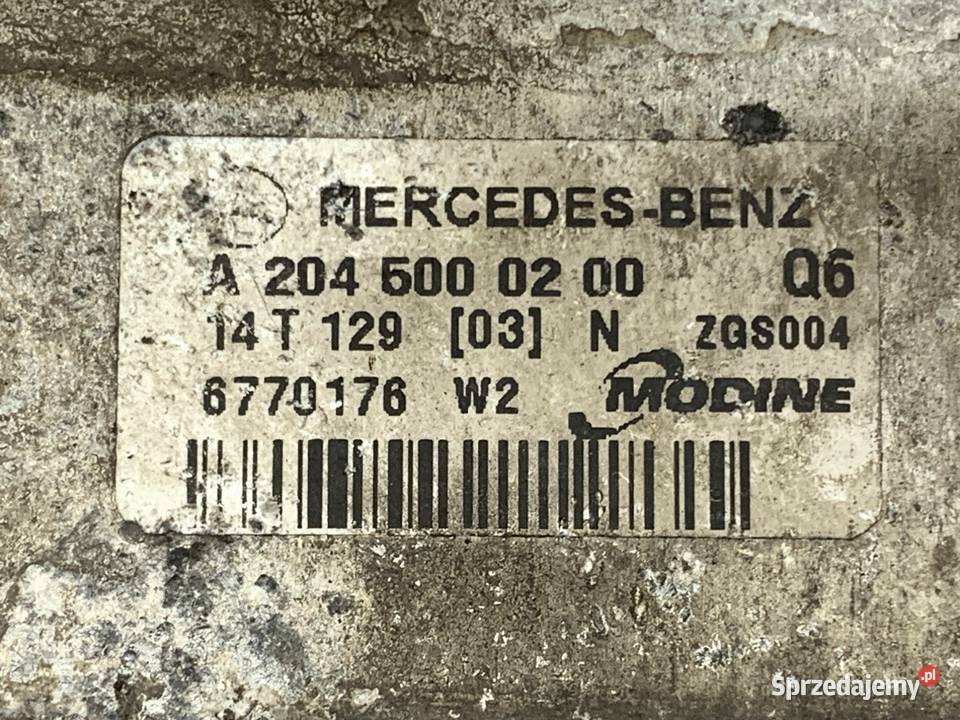 MERCEDES-BENZ
A 204 500 02 00 Q6
14 T 129 [03] N ZGS004
6770176 W2 MODINE
Sprzedajemy.pl